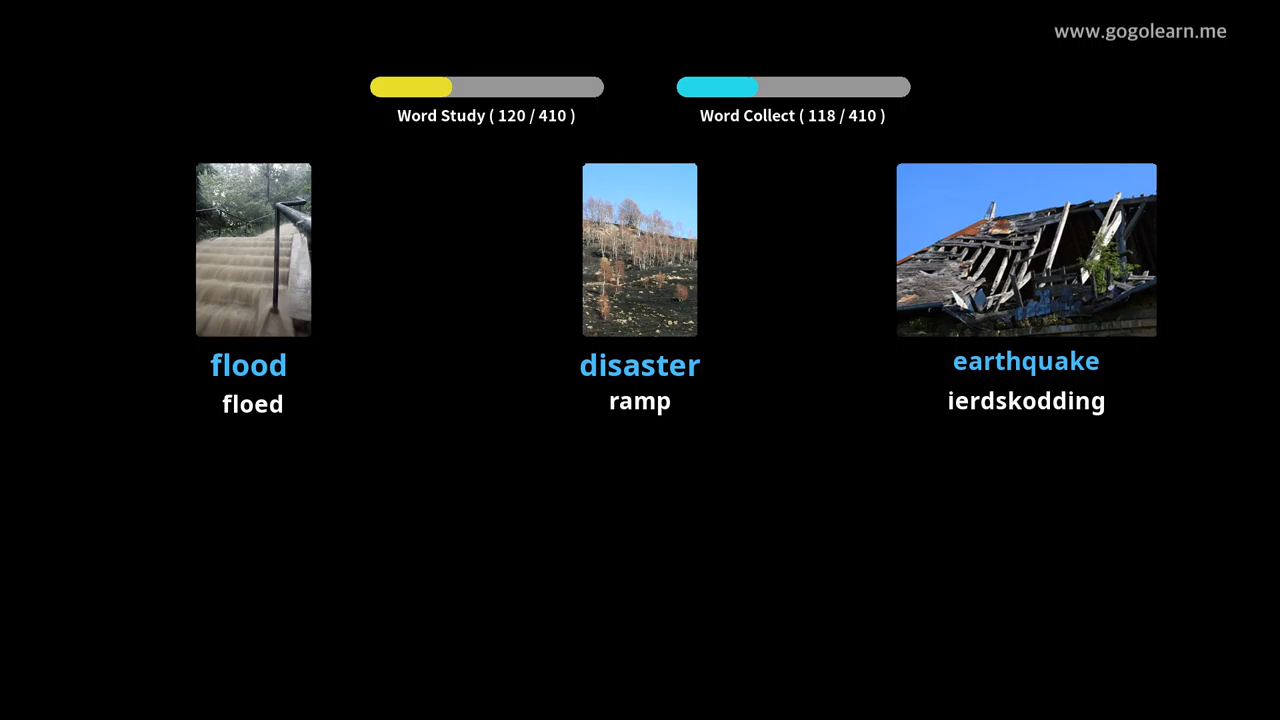 www.gogolearn.me
Word Study ( 120 / 410 )
Word Collect ( 118 / 410 )
flood
floed
disaster
ramp
earthquake
ierdskodding